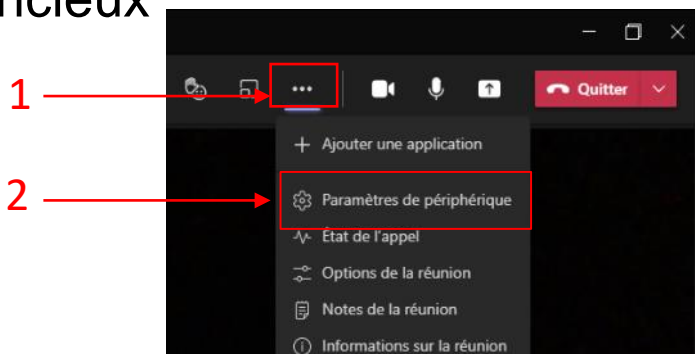 1
Quitter
Ajouter une application
2
Paramètres de périphérique
État de l'appel
Options de la réunion
Notes de la réunion
Informations sur la réunion